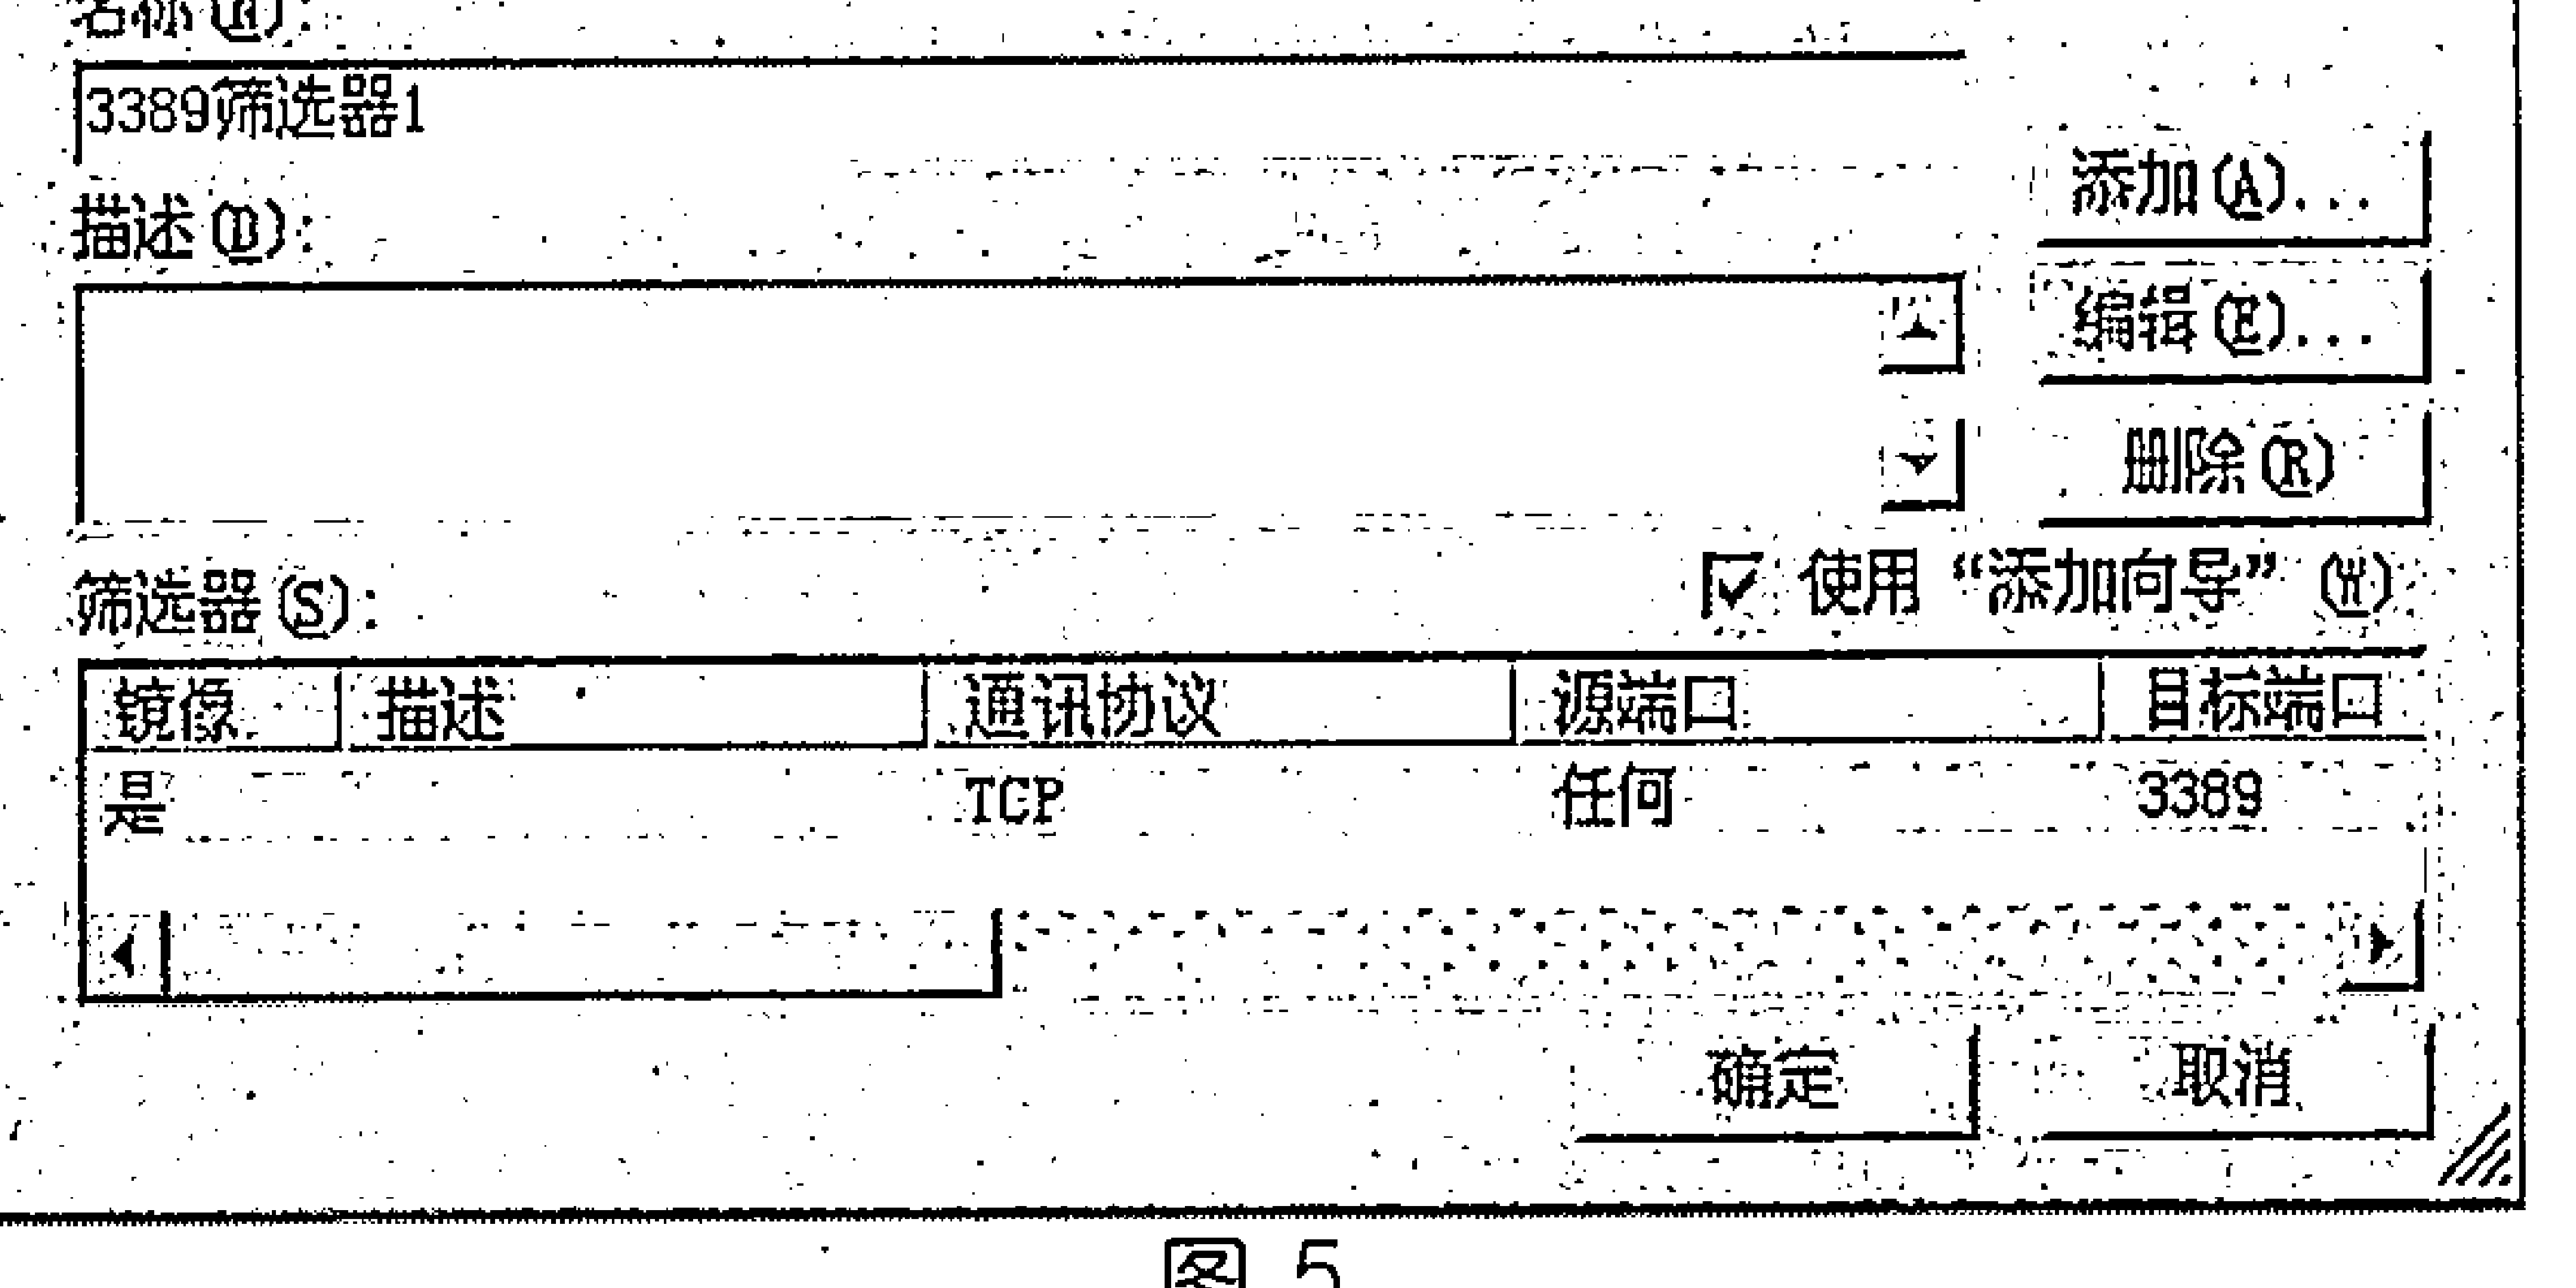 名称(N):
3389筛选器1
添加(A)...
描述(D):
编辑(E)...
删除(R)
筛选器(S):
使用“添加向导”(W)
镜像 描述 通讯协议 源端口 目标端口
是 TCP 任何 3389
确定 取消
图 5